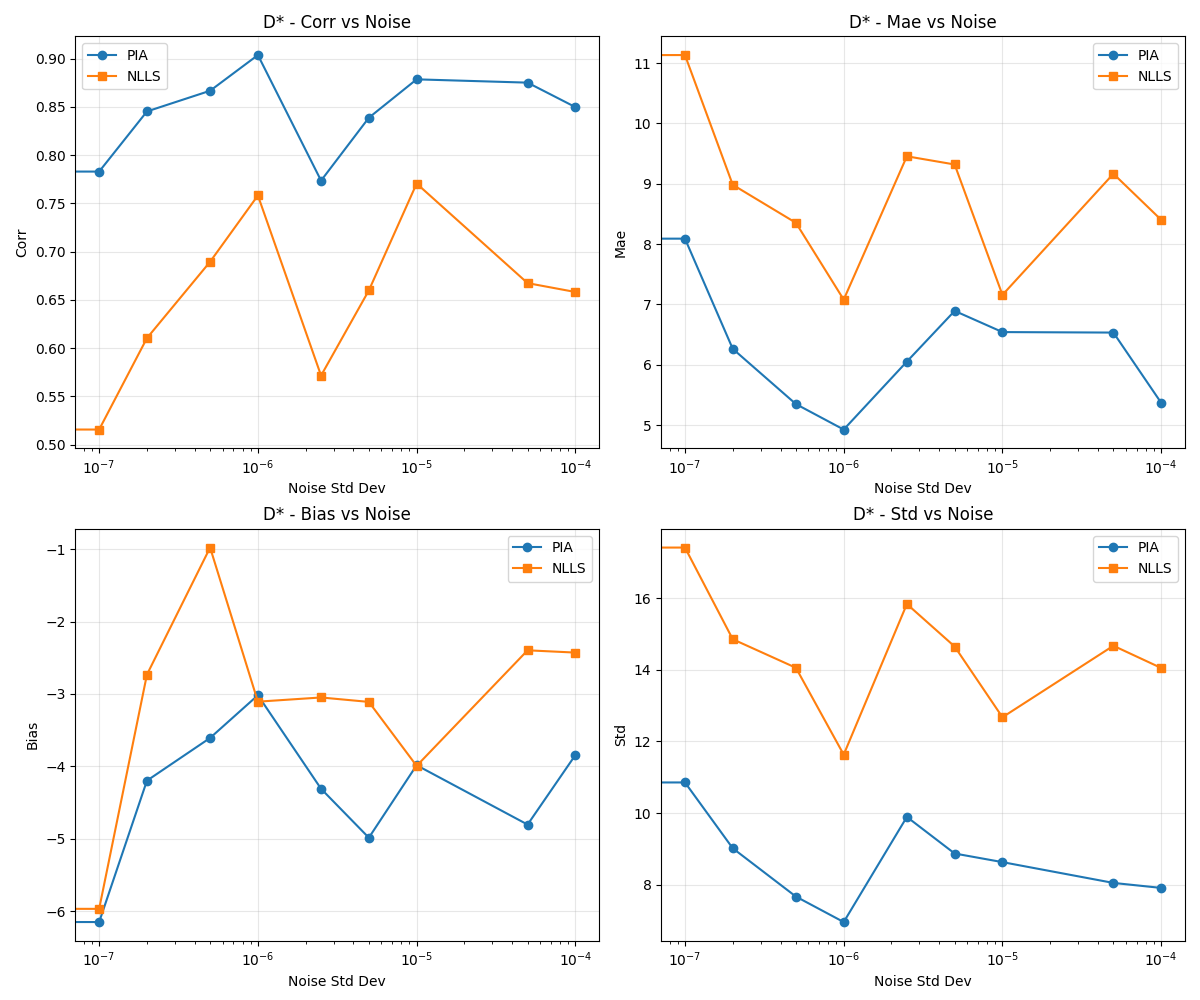 D* - Corr vs Noise
PIA
NLLS
0.90
0.85
0.80
0.75
0.70
0.65
0.60
0.55
0.50
Corr
10⁻⁷
10⁻⁶
10⁻⁵
10⁻⁴
Noise Std Dev
D* - Mae vs Noise
PIA
NLLS
11
10
9
8
7
6
5
Mae
10⁻⁷
10⁻⁶
10⁻⁵
10⁻⁴
Noise Std Dev
D* - Bias vs Noise
PIA
NLLS
−1
−2
−3
−4
−5
−6
Bias
10⁻⁷
10⁻⁶
10⁻⁵
10⁻⁴
Noise Std Dev
D* - Std vs Noise
PIA
NLLS
16
14
12
10
8
Std
10⁻⁷
10⁻⁶
10⁻⁵
10⁻⁴
Noise Std Dev